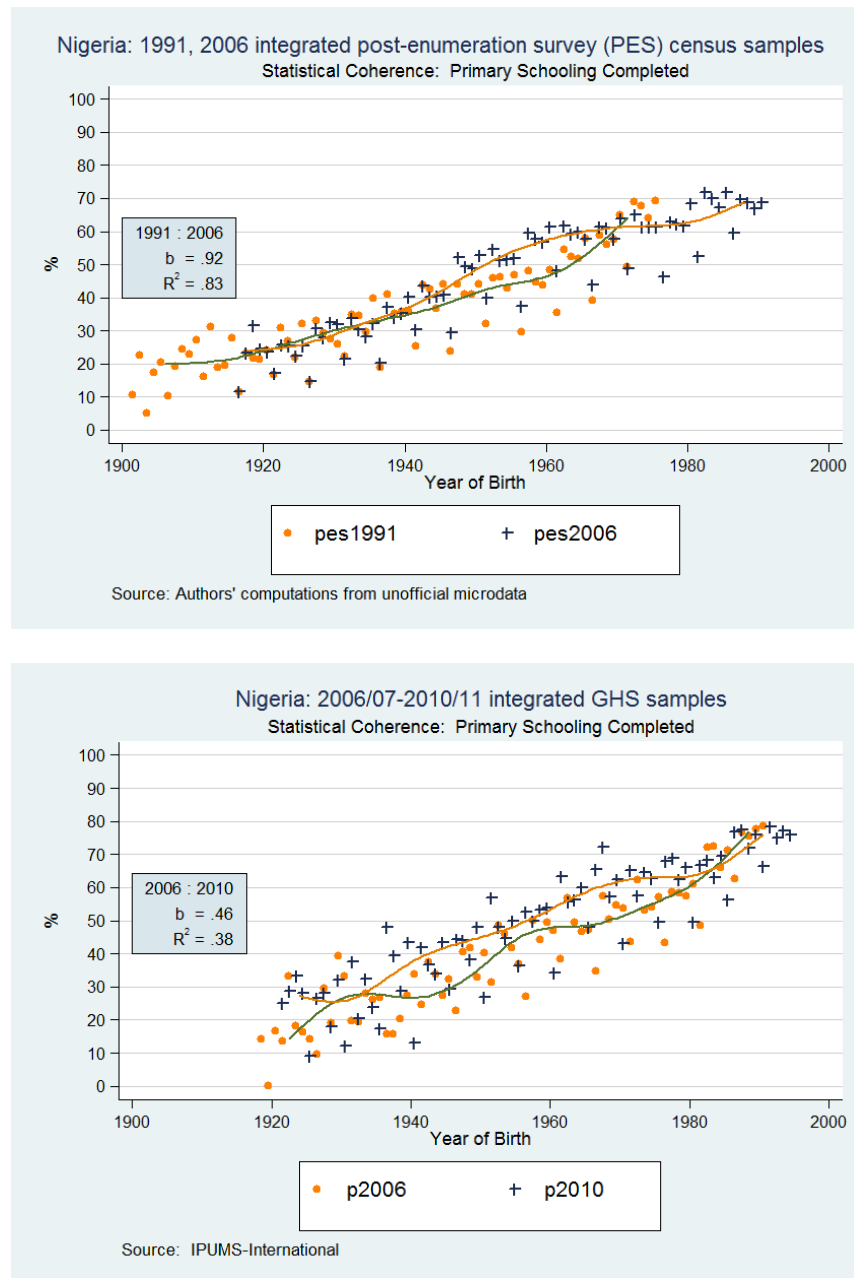 Nigeria: 1991, 2006 integrated post-enumeration survey (PES) census samples
Statistical Coherence: Primary Schooling Completed
100
90
80
70
60
50
40
30
20
10
0
%
1991 : 2006
b = .92
R² = .83
1900 1920 1940 1960 1980 2000
Year of Birth
pes1991 pes2006
Source: Authors' computations from unofficial microdata
Nigeria: 2006/07-2010/11 integrated GHS samples
Statistical Coherence: Primary Schooling Completed
100
90
80
70
60
50
40
30
20
10
0
%
2006 : 2010
b = .46
R² = .38
1900 1920 1940 1960 1980 2000
Year of Birth
p2006 p2010
Source: IPUMS-International